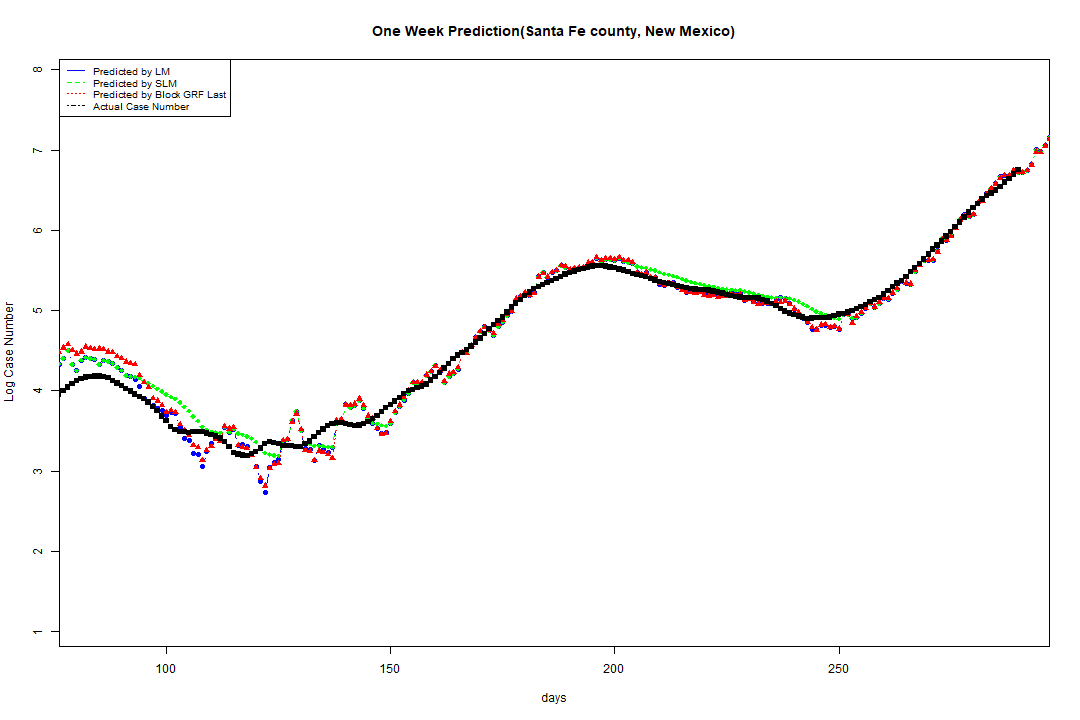 One Week Prediction(Santa Fe county, New Mexico)
Predicted by LM
Predicted by SLM
Predicted by Block GRF Last
Actual Case Number
Log Case Number
8
7
6
5
4
3
2
1
100 150 200 250
days